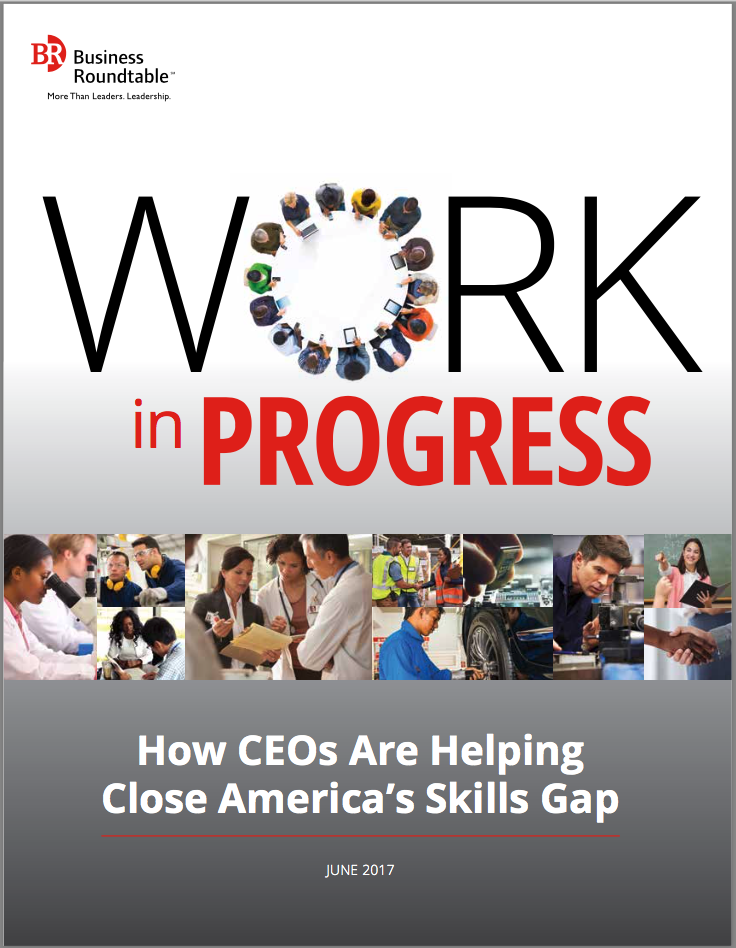 BR Business
Roundtable™
More Than Leaders. Leadership.
WORK
in PROGRESS
How CEOs Are Helping
Close America’s Skills Gap
JUNE 2017